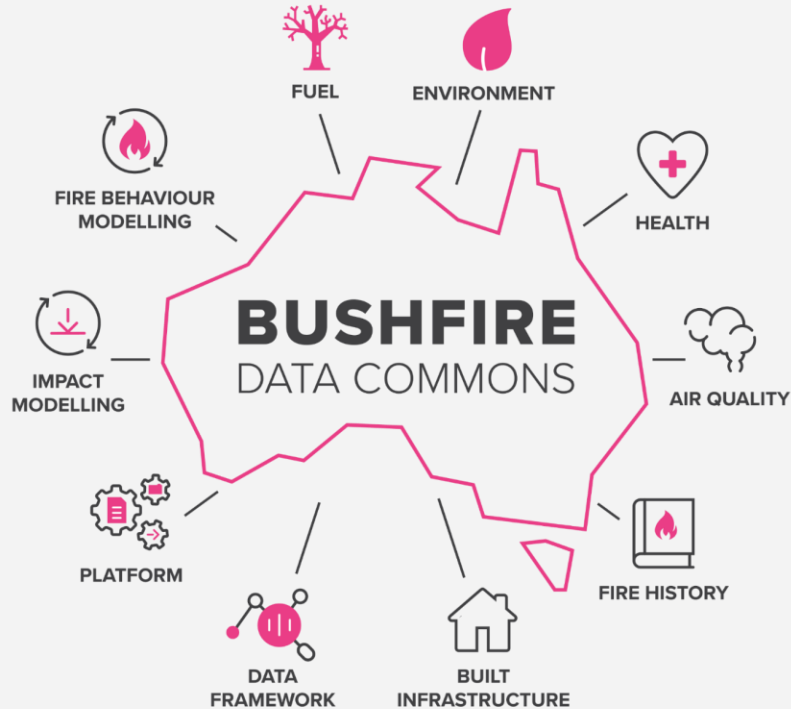 FUEL
ENVIRONMENT
FIRE BEHAVIOUR
MODELLING
HEALTH
BUSHFIRE
DATA COMMONS
IMPACT
MODELLING
AIR QUALITY
PLATFORM
FIRE HISTORY
DATA
FRAMEWORK
BUILT
INFRASTRUCTURE